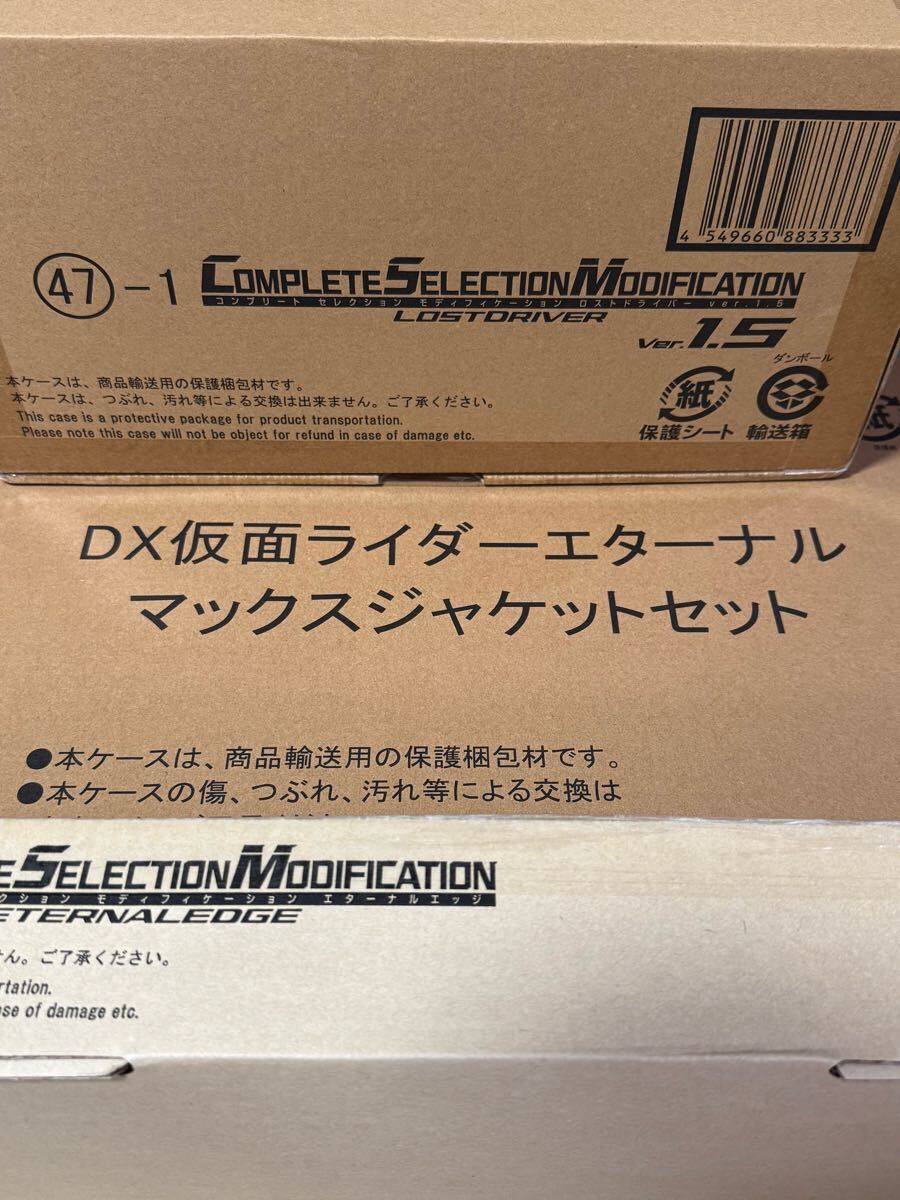 4 549660 883333
47-1 COMPLETE SELECTION MODIFICATION
コンプリート セレクション モディフィケーション ロストドライバー ver.1.5
LOSTDRIVER
Ver.1.5
本ケースは、商品輸送用の保護梱包材です。
本ケースは、つぶれ、汚れ等による交換は出来ません。ご了承ください。
This case is a protective package for product transportation.
Please note this case will not be object for refund in case of damage etc.
紙
保護シート
ダンボール
輸送箱
DX仮面ライダーエターナル
マックスジャケットセット
●本ケースは、商品輸送用の保護梱包材です。
●本ケースの傷、つぶれ、汚れ等による交換は
E SELECTION MODIFICATION
クション モディフィケーション エターナルエッジ
ETERNALEDGE
せん。ご了承ください。
rtation.
ase of damage etc.